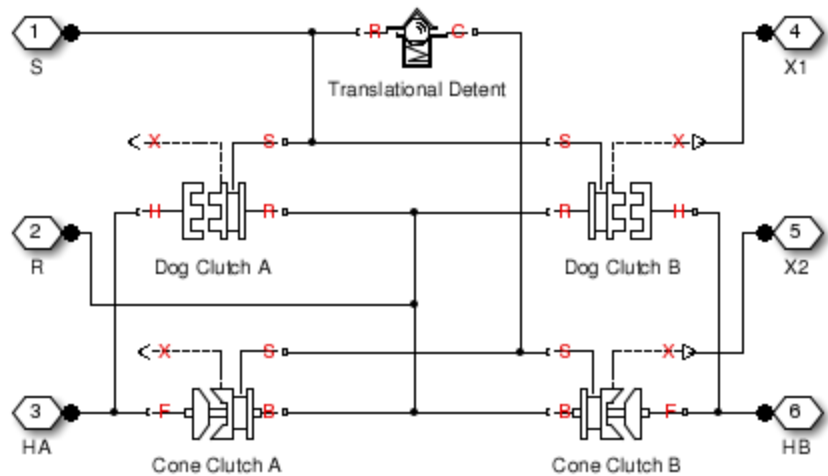 1
S
R
C
4
X1
Translational Detent
X
S
S
X
H
R
R
H
2
R
Dog Clutch A
Dog Clutch B
5
X2
X
S
S
X
3
HA
F
B
B
F
6
HB
Cone Clutch A
Cone Clutch B